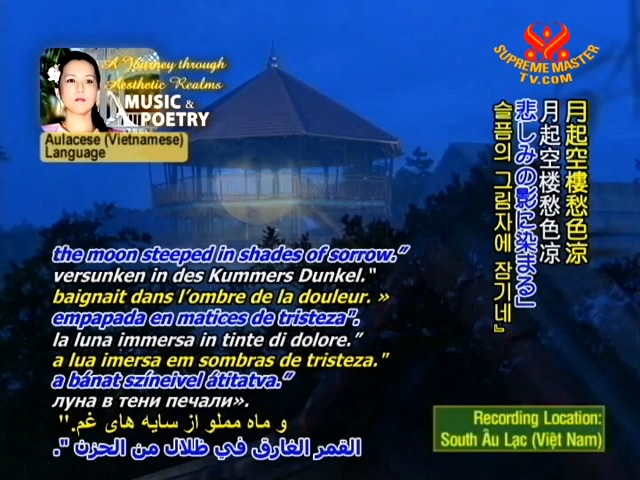 A Journey through
Aesthetic Realms
MUSIC &
POETRY
Aulacese (Vietnamese)
Language
SUPREME MASTER
TV.COM
月起空樓愁色凉
月起空楼愁色凉
悲しみの影に染まる」
슬픔의 그림자에 잠기네』
the moon steeped in shades of sorrow.”
versunken in des Kummers Dunkel."
baignait dans l’ombre de la douleur. »
empapada en matices de tristeza".
la luna immersa in tinte di dolore.”
a lua imersa em sombras de tristeza."
a bánat színeivel átitatva.”
луна в тени печали».
و ماه مملو از سایه های غم."
القمر الغارق في ظلال من الحزن ".
Recording Location:
South Âu Lạc (Việt Nam)